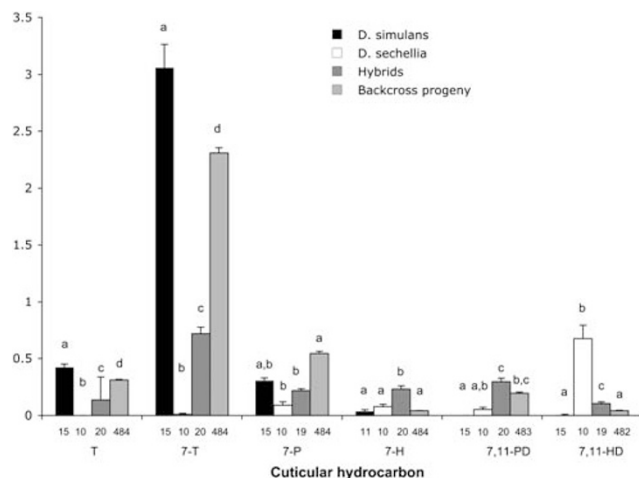 3.5
3
2.5
2
1.5
1
0.5
0
D. simulans
D. sechellia
Hybrids
Backcross progeny
a b c d
a b c d
a,b b b a
a a b a
a a,b c b,c
a b c a
15 10 20 484
15 10 20 484
15 10 19 484
11 10 20 484
15 10 20 483
15 10 19 482
T 7-T 7-P 7-H 7,11-PD 7,11-HD
Cuticular hydrocarbon